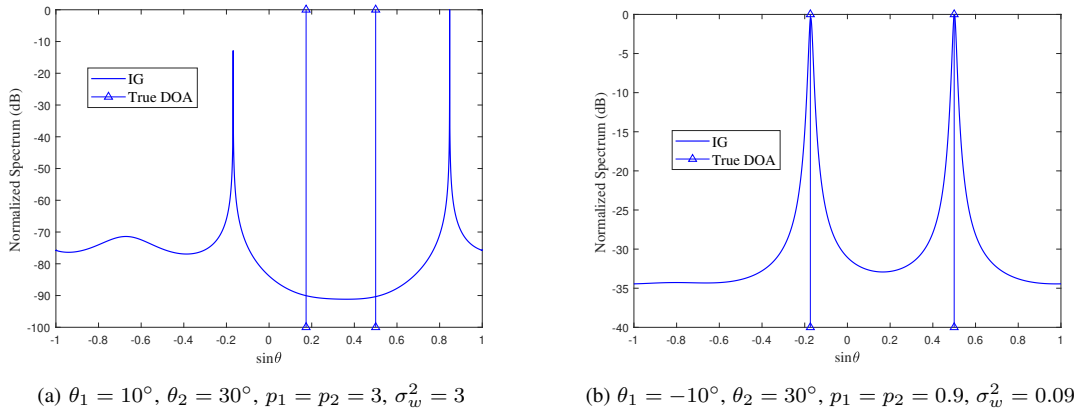 0
-10
-20
-30
-40
-50
-60
-70
-80
-90
-100
Normalized Spectrum (dB)
IG
True DOA
-1 -0.8 -0.6 -0.4 -0.2 0 0.2 0.4 0.6 0.8 1
sinθ
(a) θ₁ = 10°, θ₂ = 30°, p₁ = p₂ = 3, σ_w² = 3
0
-5
-10
-15
-20
-25
-30
-35
-40
Normalized Spectrum (dB)
IG
True DOA
-1 -0.8 -0.6 -0.4 -0.2 0 0.2 0.4 0.6 0.8 1
sinθ
(b) θ₁ = −10°, θ₂ = 30°, p₁ = p₂ = 0.9, σ_w² = 0.09